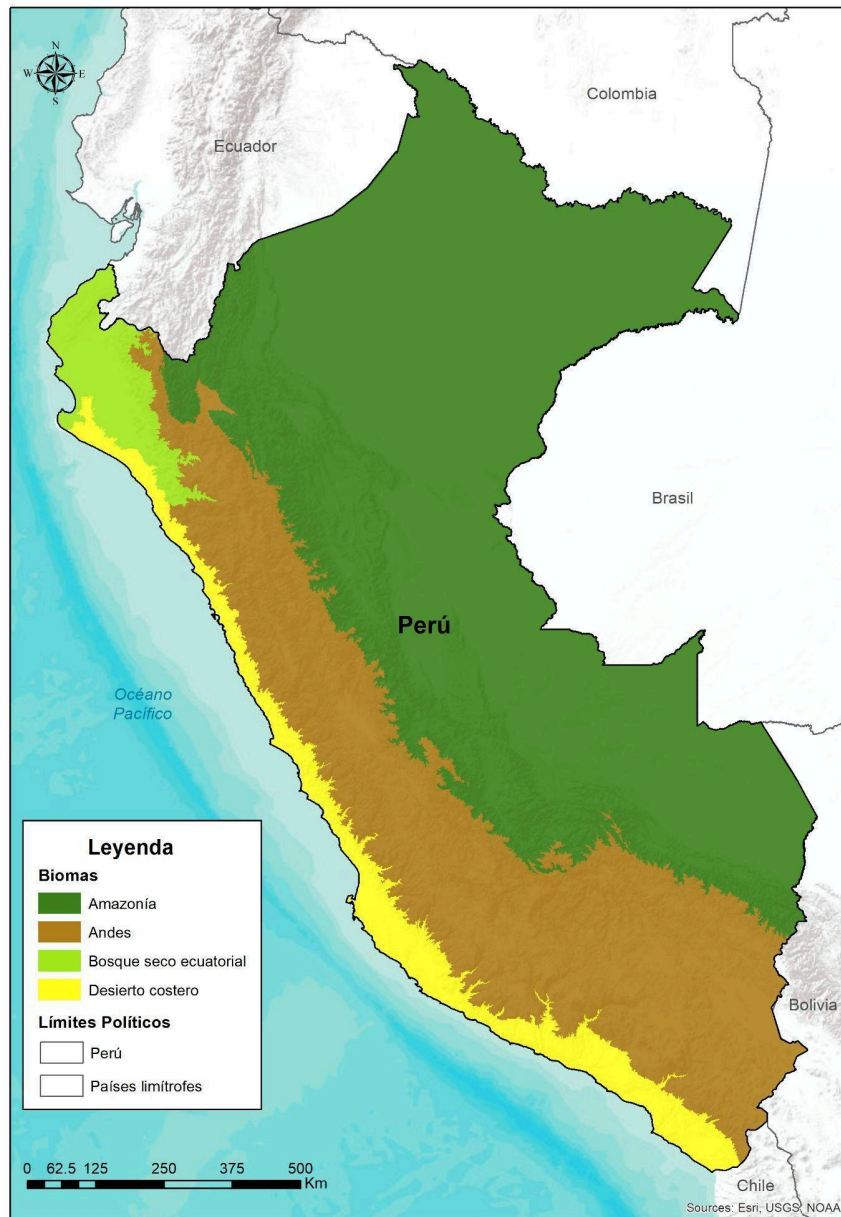 N
W E
S
Colombia
Ecuador
Brasil
Perú
Océano
Pacífico
Leyenda
Biomas
Amazonía
Andes
Bosque seco ecuatorial
Desierto costero
Límites Políticos
Perú
Países limítrofes
Bolivia
0 62.5 125 250 375 500
Km
Chile
Sources: Esri, USGS, NOAA